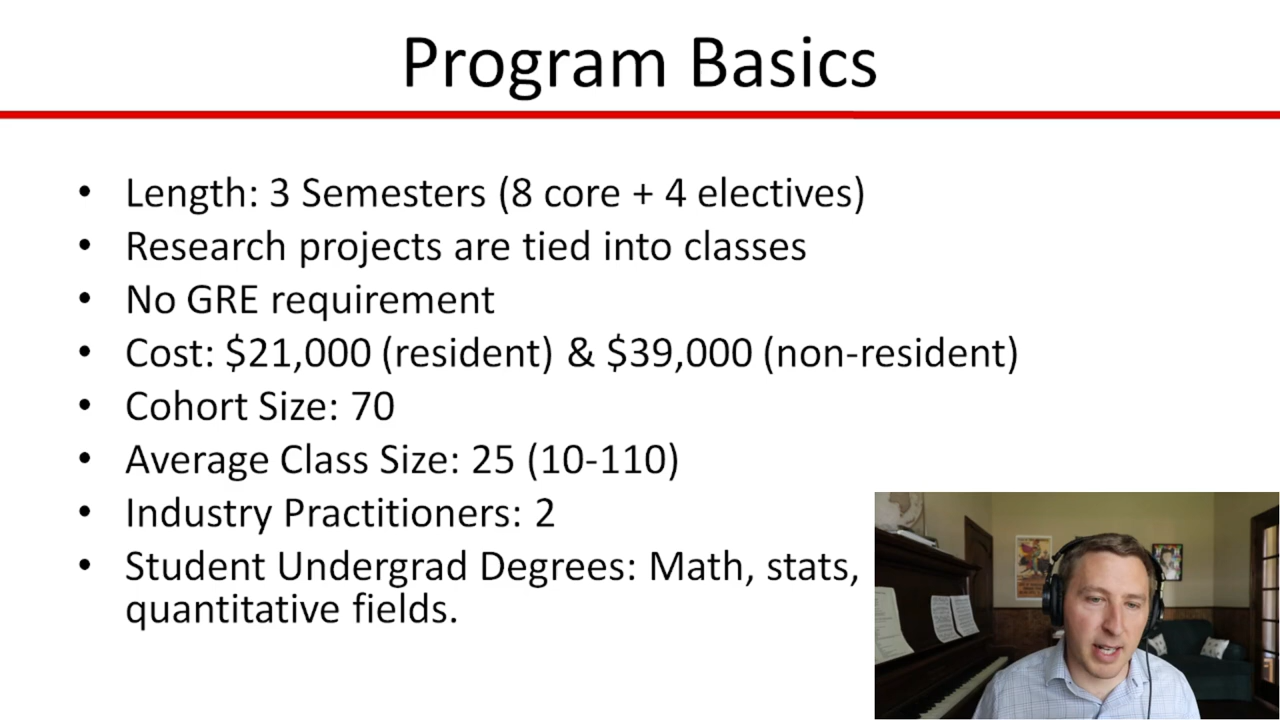 Program Basics
• Length: 3 Semesters (8 core + 4 electives)
• Research projects are tied into classes
• No GRE requirement
• Cost: $21,000 (resident) & $39,000 (non-resident)
• Cohort Size: 70
• Average Class Size: 25 (10-110)
• Industry Practitioners: 2
• Student Undergrad Degrees: Math, stats,
quantitative fields.